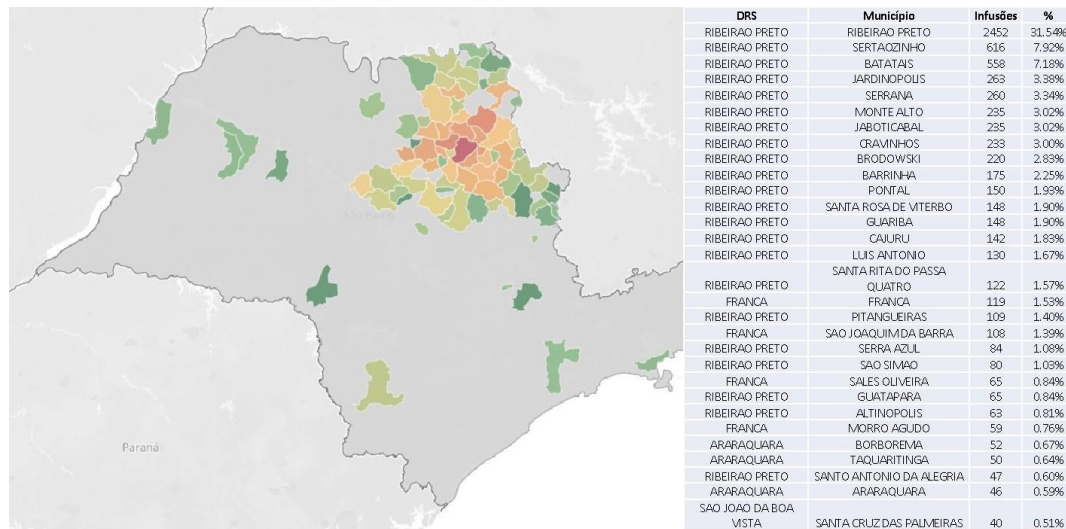 São Paulo
Paraná
DRS Município Infusões %
RIBEIRAO PRETO RIBEIRAO PRETO 2452 31.54%
RIBEIRAO PRETO SERTAOZINHO 616 7.92%
RIBEIRAO PRETO BATATAIS 558 7.18%
RIBEIRAO PRETO JARDINOPOLIS 263 3.38%
RIBEIRAO PRETO SERRANA 260 3.34%
RIBEIRAO PRETO MONTE ALTO 235 3.02%
RIBEIRAO PRETO JABOTICABAL 235 3.02%
RIBEIRAO PRETO CRAVINHOS 233 3.00%
RIBEIRAO PRETO BRODOWSKI 220 2.83%
RIBEIRAO PRETO BARRINHA 175 2.25%
RIBEIRAO PRETO PONTAL 150 1.93%
RIBEIRAO PRETO SANTA ROSA DE VITERBO 148 1.90%
RIBEIRAO PRETO GUARIBA 148 1.90%
RIBEIRAO PRETO CAJURU 142 1.83%
RIBEIRAO PRETO LUIS ANTONIO 130 1.67%
SANTA RITA DO PASSA
RIBEIRAO PRETO QUATRO 122 1.57%
FRANCA FRANCA 119 1.53%
RIBEIRAO PRETO PITANGUEIRAS 109 1.40%
FRANCA SAO JOAQUIM DA BARRA 108 1.39%
RIBEIRAO PRETO SERRA AZUL 84 1.08%
RIBEIRAO PRETO SAO SIMAO 80 1.03%
FRANCA SALES OLIVEIRA 65 0.84%
RIBEIRAO PRETO GUATAPARA 65 0.84%
RIBEIRAO PRETO ALTINOPOLIS 63 0.81%
FRANCA MORRO AGUDO 59 0.76%
ARARAQUARA BORBOREMA 52 0.67%
ARARAQUARA TAQUARITINGA 50 0.64%
RIBEIRAO PRETO SANTO ANTONIO DA ALEGRIA 47 0.60%
ARARAQUARA ARARAQUARA 46 0.59%
SAO JOAO DA BOA
VISTA SANTA CRUZ DAS PALMEIRAS 40 0.51%